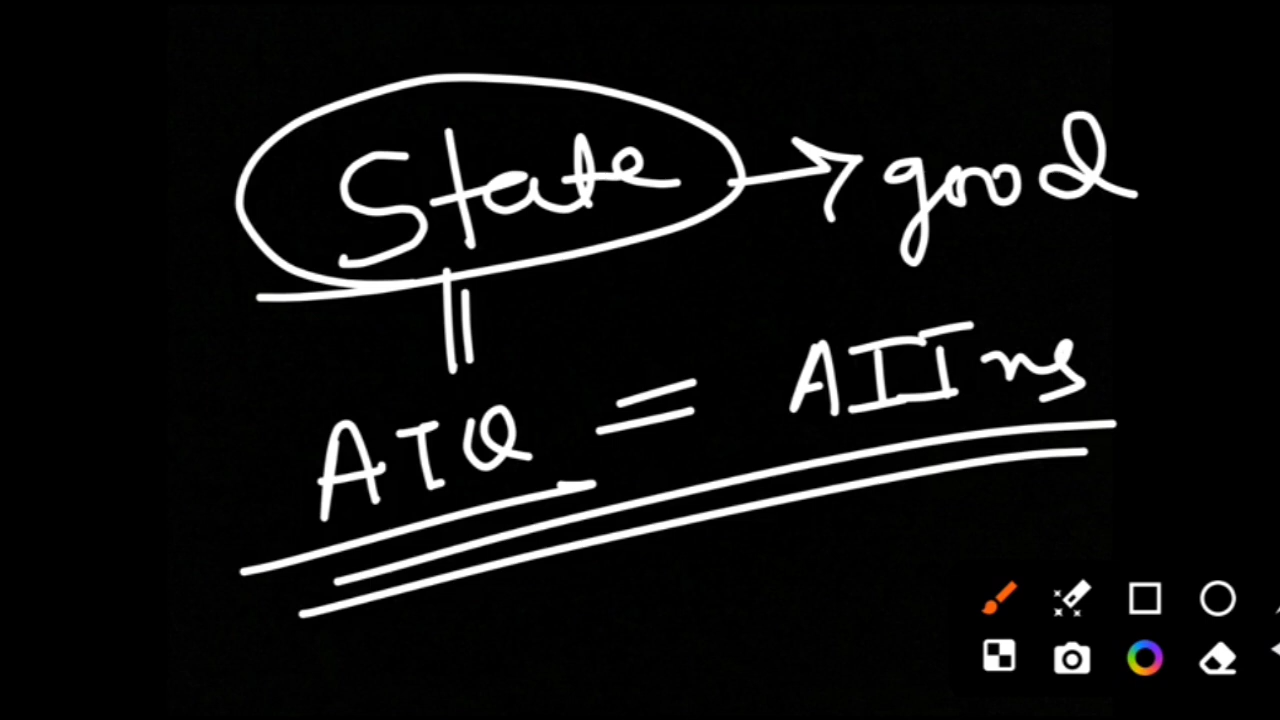 State → good
||
AIQ = AIIMS